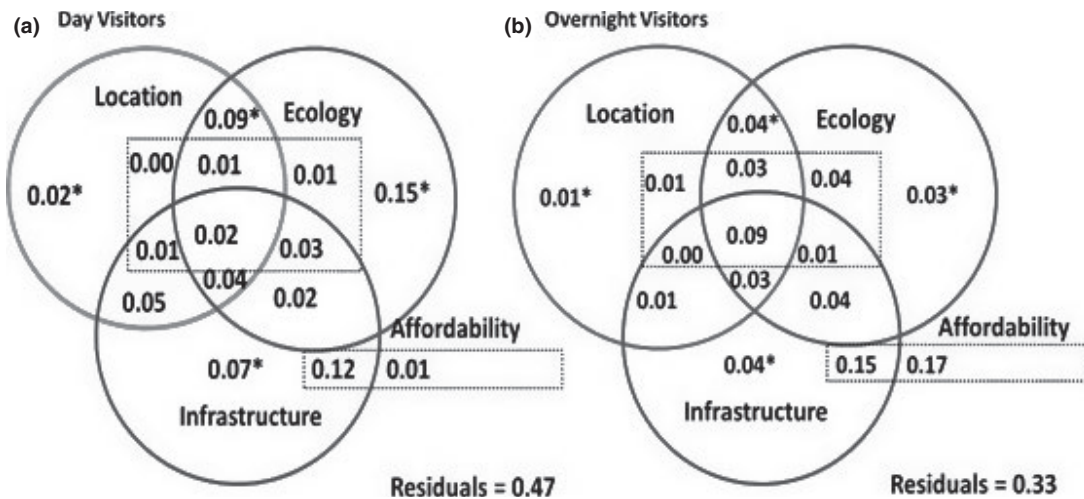 (a) Day Visitors
Location
Ecology
0.09*
0.00 0.01 0.01
0.02* 0.15*
0.01 0.02 0.03
0.04
0.05 0.02
Affordability
0.07* 0.12 0.01
Infrastructure
Residuals = 0.47
(b) Overnight Visitors
Location Ecology
0.04*
0.01 0.03 0.04
0.01* 0.03*
0.00 0.09 0.01
0.03
0.01 0.04
Affordability
0.04* 0.15 0.17
Infrastructure
Residuals = 0.33